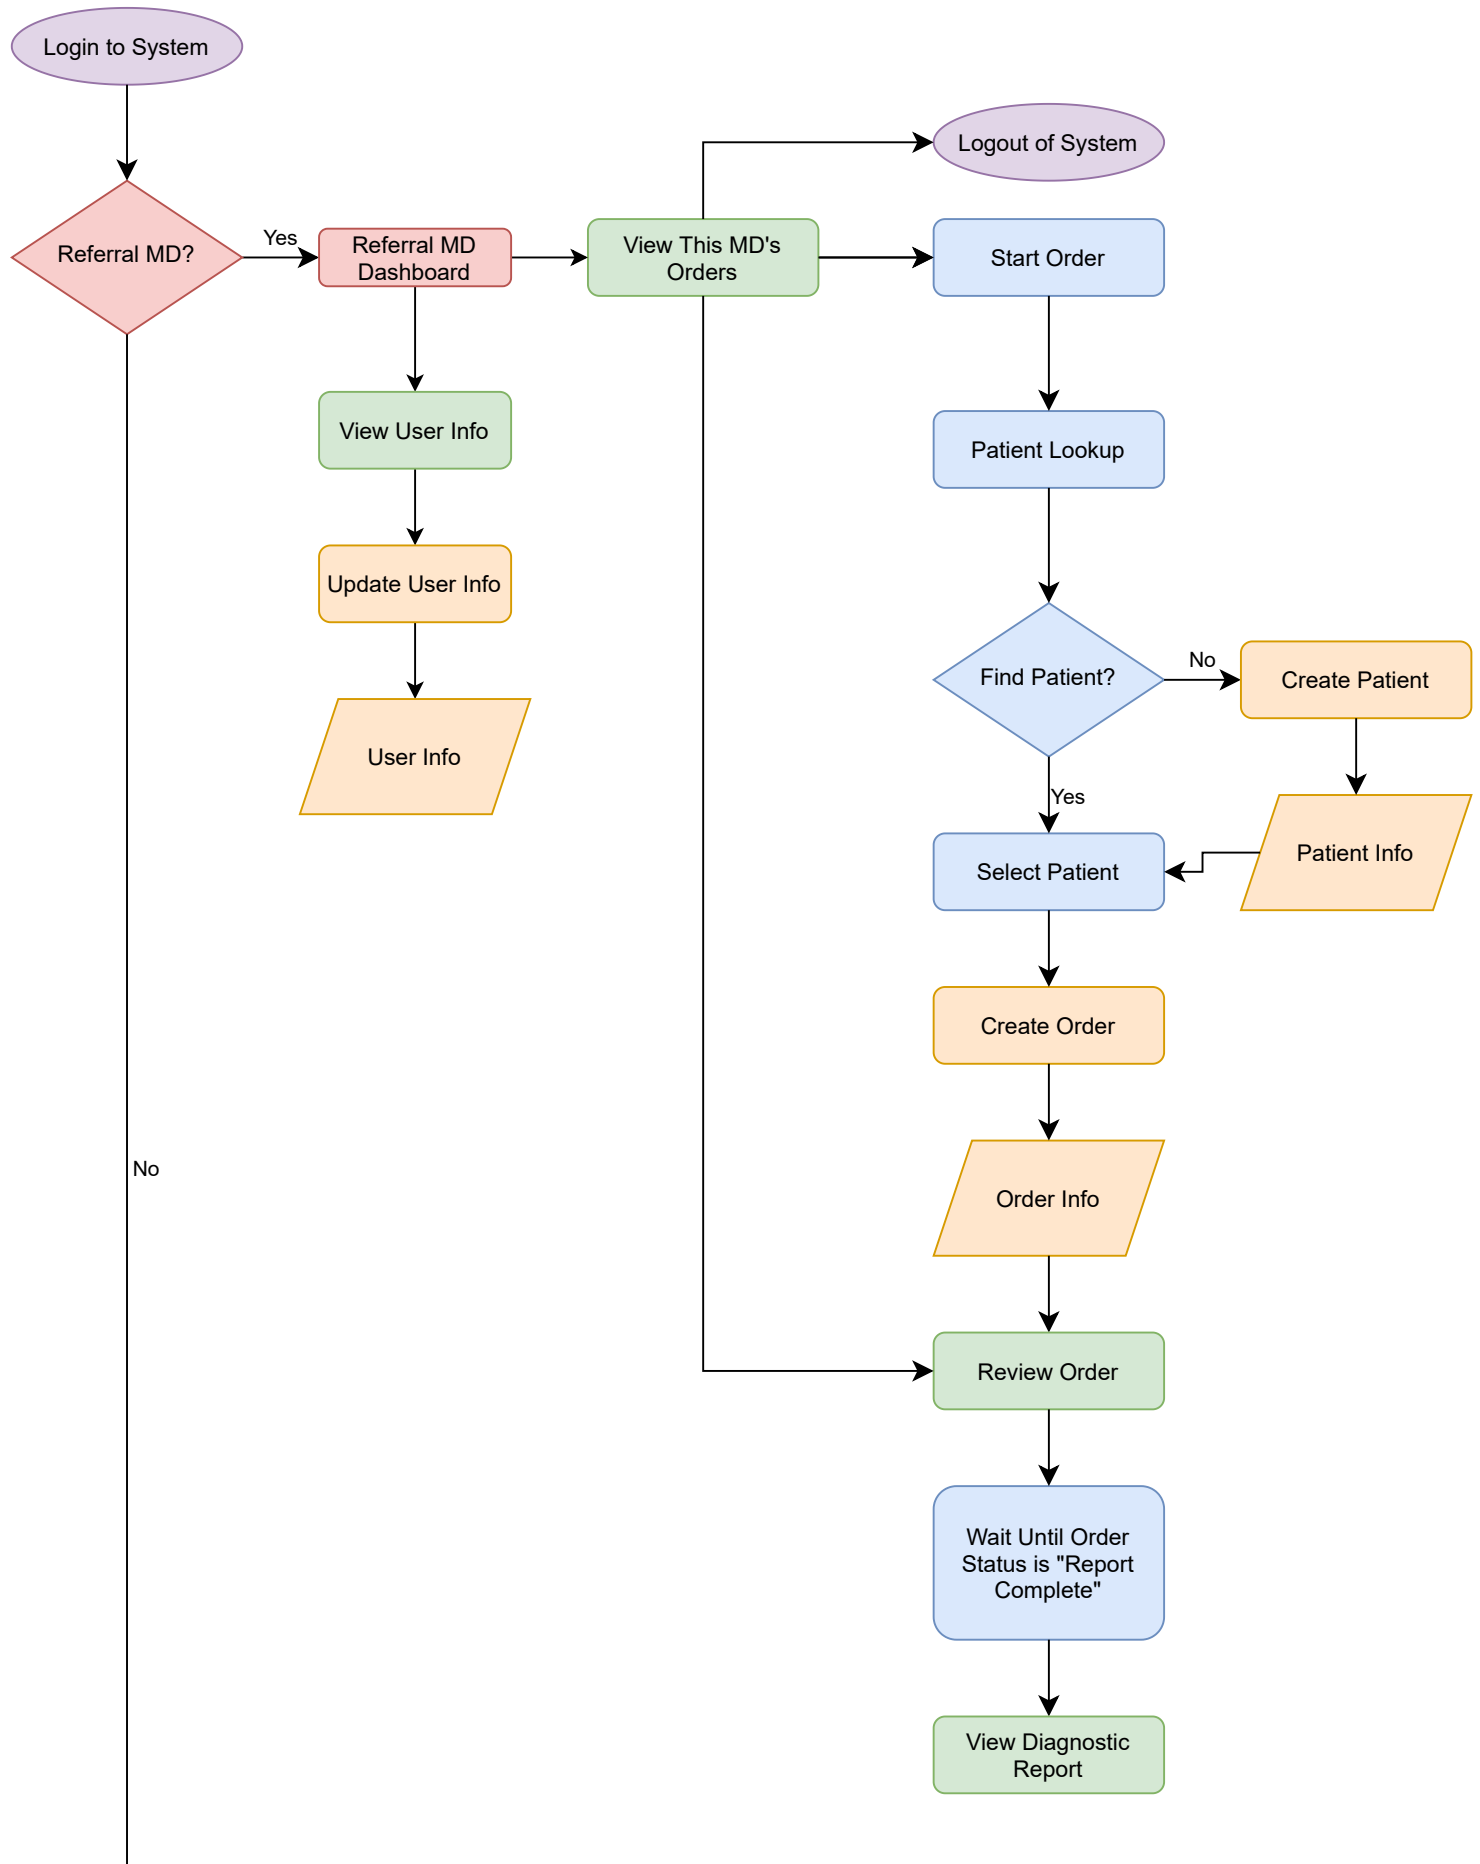 Login to System
Logout of System
Referral MD?
Yes
Referral MD
Dashboard
View This MD's
Orders
Start Order
View User Info
Patient Lookup
Update User Info
Find Patient?
No
Create Patient
User Info
Yes
Patient Info
Select Patient
Create Order
No
Order Info
Review Order
Wait Until Order
Status is "Report
Complete"
View Diagnostic
Report